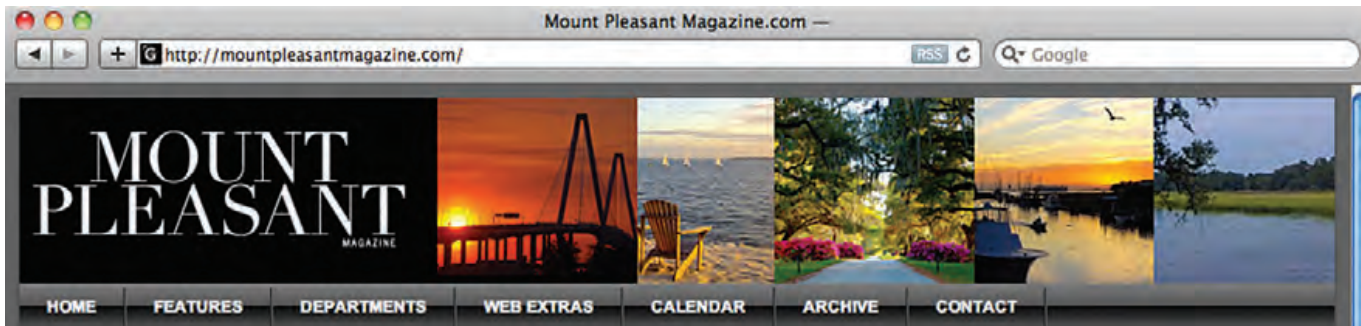 Mount Pleasant Magazine.com —
http://mountpleasantmagazine.com/ RSS Google
MOUNT
PLEASANT
MAGAZINE
HOME FEATURES DEPARTMENTS WEB EXTRAS CALENDAR ARCHIVE CONTACT